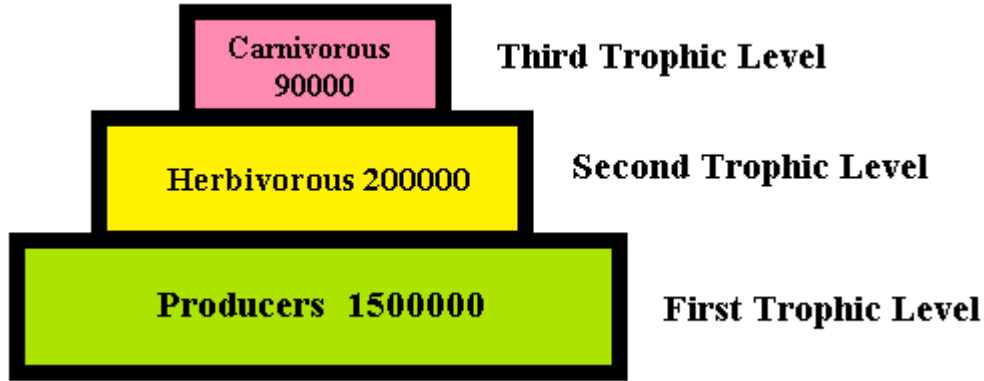 Carnivorous
90000
Third Trophic Level
Herbivorous 200000
Second Trophic Level
Producers 1500000
First Trophic Level